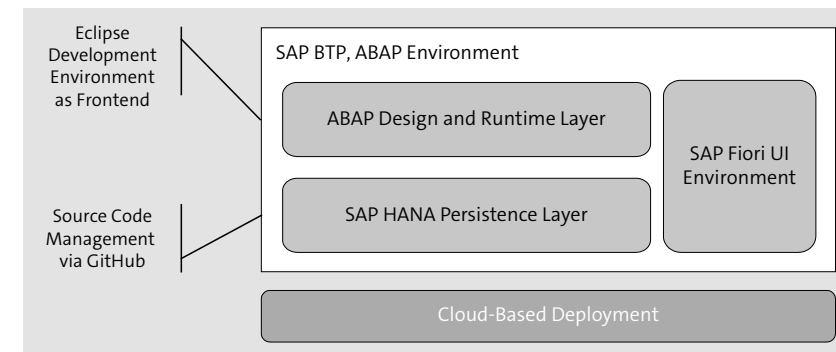 Eclipse
Development
Environment
as Frontend
SAP BTP, ABAP Environment
ABAP Design and Runtime Layer
SAP Fiori UI
Environment
SAP HANA Persistence Layer
Source Code
Management
via GitHub
Cloud-Based Deployment